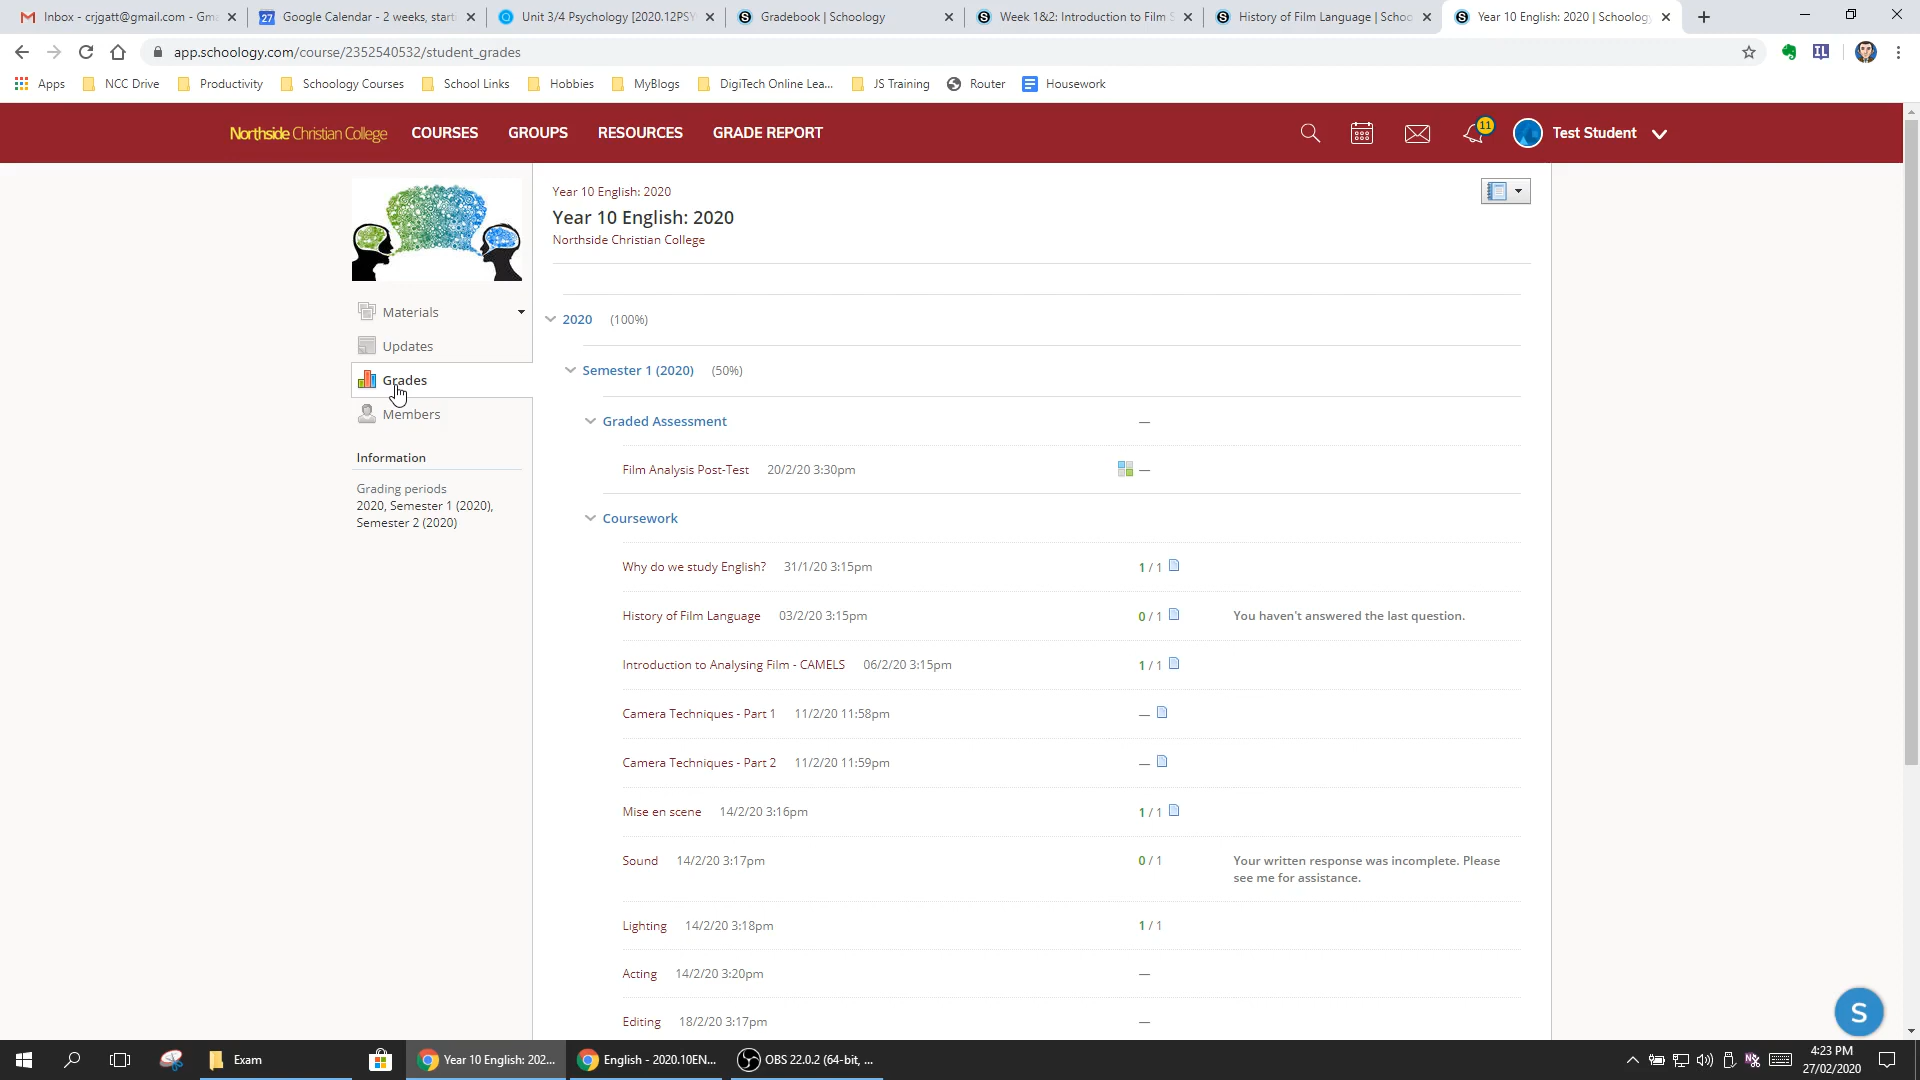 Inbox - crjgatt@gmail.com - Gm
Google Calendar - 2 weeks, start
Unit 3/4 Psychology [2020.12PSY
Gradebook | Schoology
Week 1&2: Introduction to Film S
History of Film Language | Schoo
Year 10 English: 2020 | Schoology
app.schoology.com/course/2352540532/student_grades
Apps
NCC Drive
Productivity
Schoology Courses
School Links
Hobbies
MyBlogs
DigiTech Online Lea...
JS Training
Router
Housework
Northside Christian College
COURSES
GROUPS
RESOURCES
GRADE REPORT
11
Test Student
Year 10 English: 2020
Year 10 English: 2020
Northside Christian College
Materials
Updates
Grades
Members
Information
Grading periods
2020, Semester 1 (2020),
Semester 2 (2020)
2020 (100%)
Semester 1 (2020) (50%)
Graded Assessment —
Film Analysis Post-Test 20/2/20 3:30pm —
Coursework
Why do we study English? 31/1/20 3:15pm 1 / 1
History of Film Language 03/2/20 3:15pm 0 / 1 You haven't answered the last question.
Introduction to Analysing Film - CAMELS 06/2/20 3:15pm 1 / 1
Camera Techniques - Part 1 11/2/20 11:58pm —
Camera Techniques - Part 2 11/2/20 11:59pm —
Mise en scene 14/2/20 3:16pm 1 / 1
Sound 14/2/20 3:17pm 0 / 1 Your written response was incomplete. Please
see me for assistance.
Lighting 14/2/20 3:18pm 1 / 1
Acting 14/2/20 3:20pm —
Editing 18/2/20 3:17pm —
S
Exam
Year 10 English: 202...
English - 2020.10EN...
OBS 22.0.2 (64-bit, ...
4:23 PM
27/02/2020